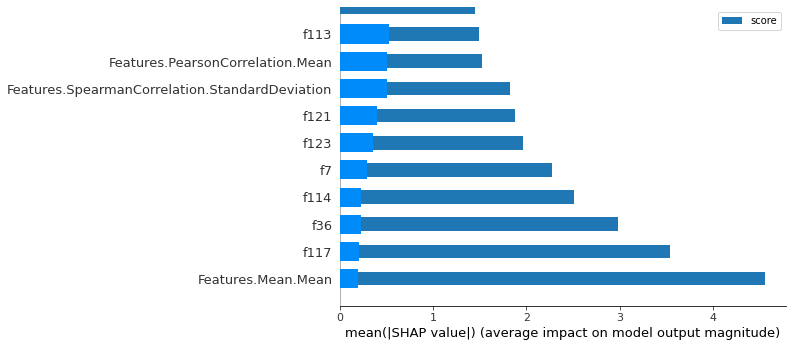 score
f113
Features.PearsonCorrelation.Mean
Features.SpearmanCorrelation.StandardDeviation
f121
f123
f7
f114
f36
f117
Features.Mean.Mean
0 1 2 3 4
mean(|SHAP value|) (average impact on model output magnitude)